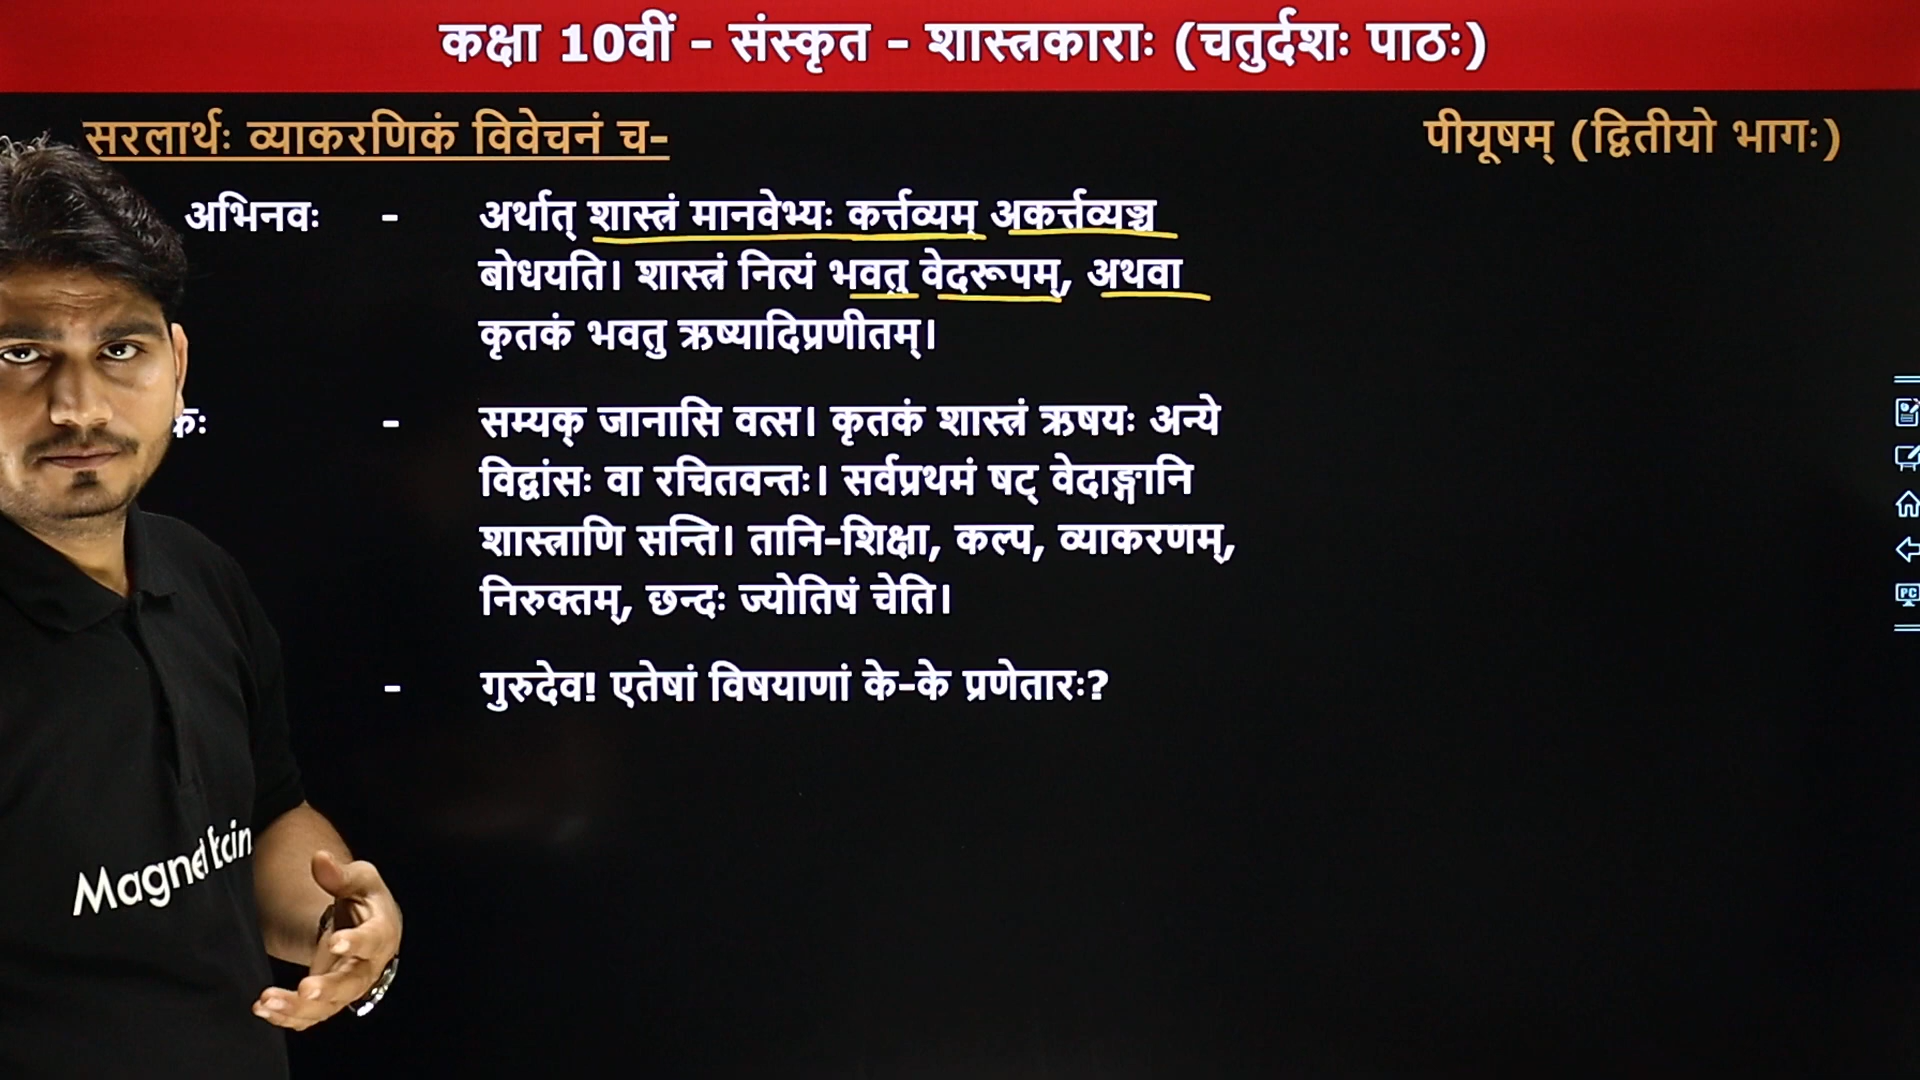 कक्षा 10वीं - संस्कृत - शास्त्रकाराः (चतुर्दशः पाठः)
सरलार्थः व्याकरणिकं विवेचनं च-
पीयूषम् (द्वितीयो भागः)
अभिनवः - अर्थात् शास्त्रं मानवेभ्यः कर्त्तव्यम् अकर्त्तव्यञ्च
बोधयति। शास्त्रं नित्यं भवतु वेदरूपम्, अथवा
कृतकं भवतु ऋष्यादिप्रणीतम्।
कः - सम्यक् जानासि वत्स। कृतकं शास्त्रं ऋषयः अन्ये
विद्वांसः वा रचितवन्तः। सर्वप्रथमं षट् वेदाङ्गानि
शास्त्राणि सन्ति। तानि-शिक्षा, कल्प, व्याकरणम्,
निरुक्तम्, छन्दः ज्योतिषं चेति।
- गुरुदेव! एतेषां विषयाणां के-के प्रणेतारः?
PC